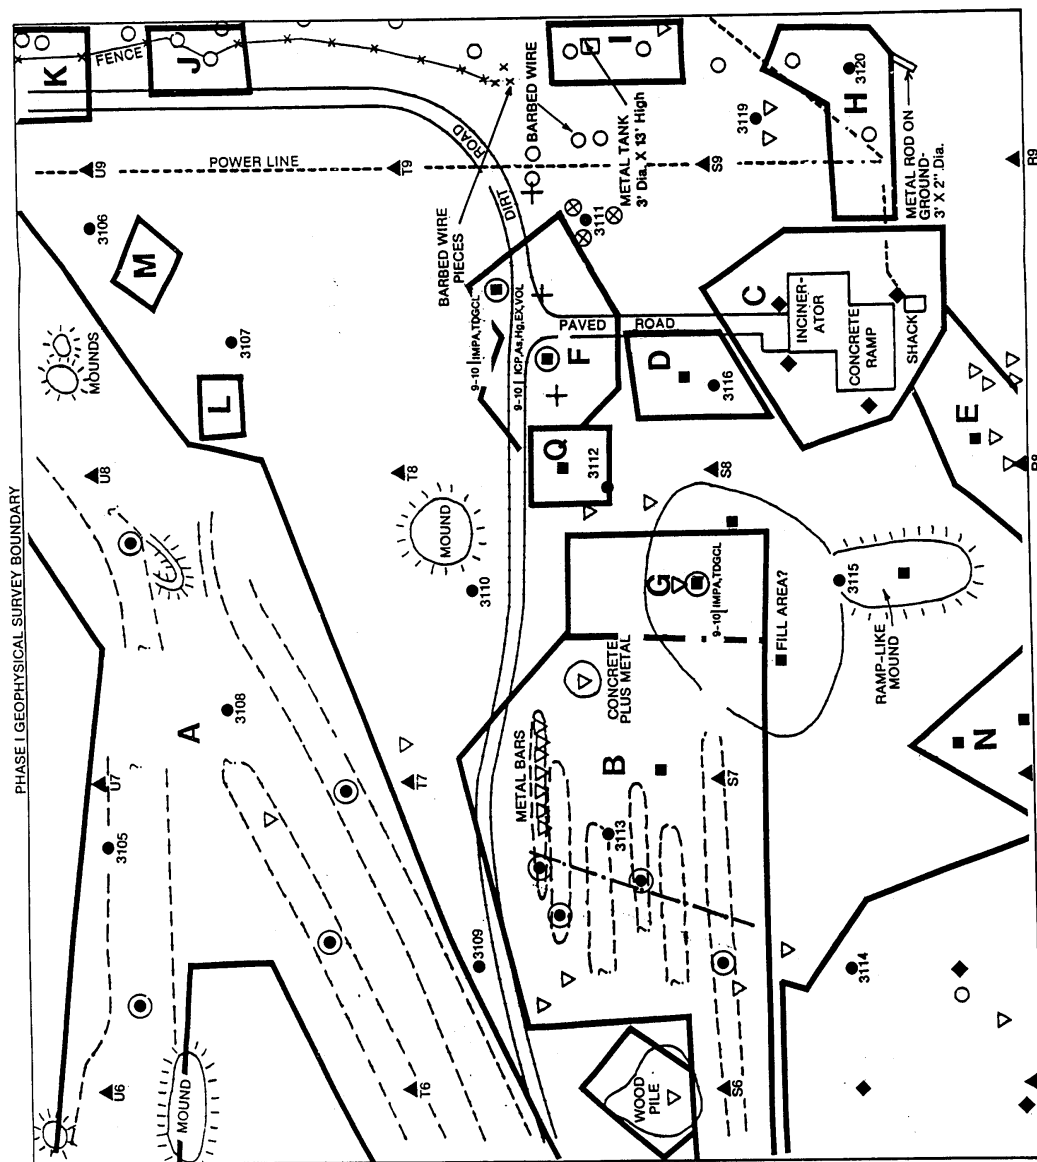 PHASE I GEOPHYSICAL SURVEY BOUNDARY
K
FENCE
J
I
H
3120
3119
METAL ROD ON
GROUND-
3' X 2" Dia.
METAL TANK
3' Dia. X 13' High
BARBED WIRE
BARBED WIRE
PIECES
ROAD
DIRT
POWER LINE
U9
T9
S9
R9
3106
M
3107
MOUNDS
L
3111
9-10 IMPA,TDGCL
9-10 ICP,As,Hg,EX,VOL
F
PAVED ROAD
D
3116
C
INCINER-
ATOR
CONCRETE
RAMP
SHACK
E
Q
3112
U8
T8
S8
R8
MOUND
3110
G
9-10 IMPA,TDGCL
FILL AREA?
3115
RAMP-LIKE
MOUND
N
CONCRETE
PLUS METAL
METAL BARS
B
3113
A
3108
?
?
?
?
?
?
U7
T7
S7
3105
3109
3114
U6
T6
S6
MOUND
WOOD
PILE